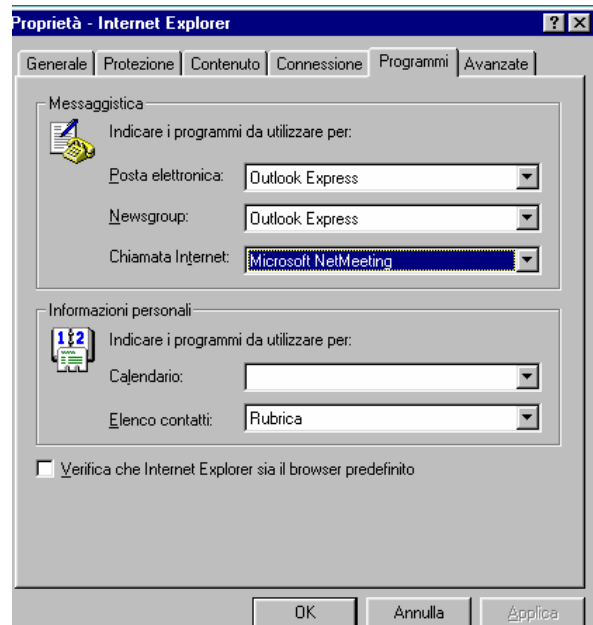 Proprietà - Internet Explorer
Generale Protezione Contenuto Connessione Programmi Avanzate
Messaggistica
Indicare i programmi da utilizzare per:
Posta elettronica: Outlook Express
Newsgroup: Outlook Express
Chiamata Internet: Microsoft NetMeeting
Informazioni personali
Indicare i programmi da utilizzare per:
Calendario:
Elenco contatti: Rubrica
Verifica che Internet Explorer sia il browser predefinito
OK Annulla Applica